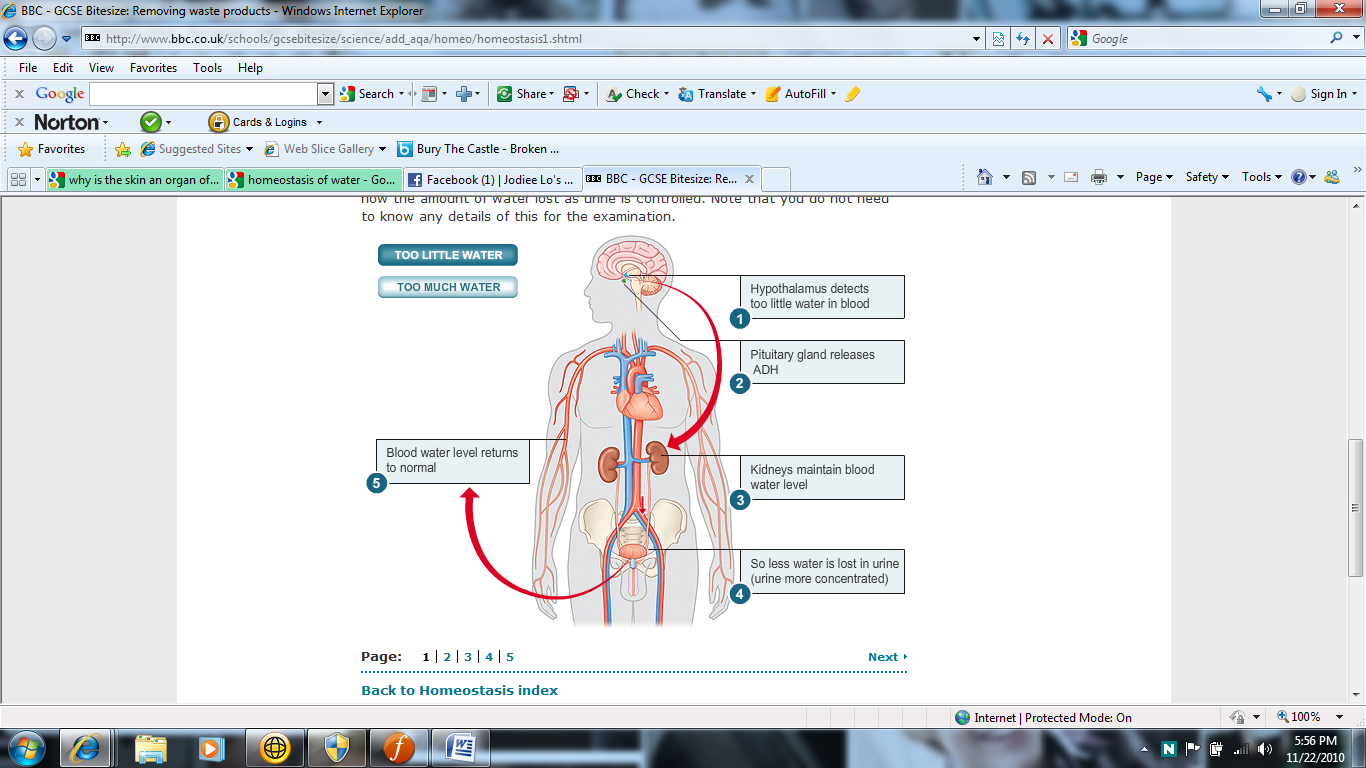 BBC - GCSE Bitesize: Removing waste products - Windows Internet Explorer
BBC http://www.bbc.co.uk/schools/gcsebitesize/science/add_aqa/homeo/homeostasis1.shtml
Google
File Edit View Favorites Tools Help
x Google Search Share Check Translate AutoFill Sign In
x Norton Cards & Logins
Favorites Suggested Sites Web Slice Gallery b Bury The Castle - Broken ...
why is the skin an organ of... homeostasis of water - Go... Facebook (1) | Jodiee Lo's ... BBC BBC - GCSE Bitesize: Re... x Page Safety Tools
how the amount of water lost as urine is controlled. Note that you do not need
to know any details of this for the examination.
TOO LITTLE WATER
TOO MUCH WATER
Hypothalamus detects
too little water in blood
1
Pituitary gland releases
ADH
2
Kidneys maintain blood
water level
3
So less water is lost in urine
(urine more concentrated)
4
Blood water level returns
to normal
5
Page: 1 | 2 | 3 | 4 | 5 Next
Back to Homeostasis index
Internet | Protected Mode: On 100%
N 5:56 PM
11/22/2010